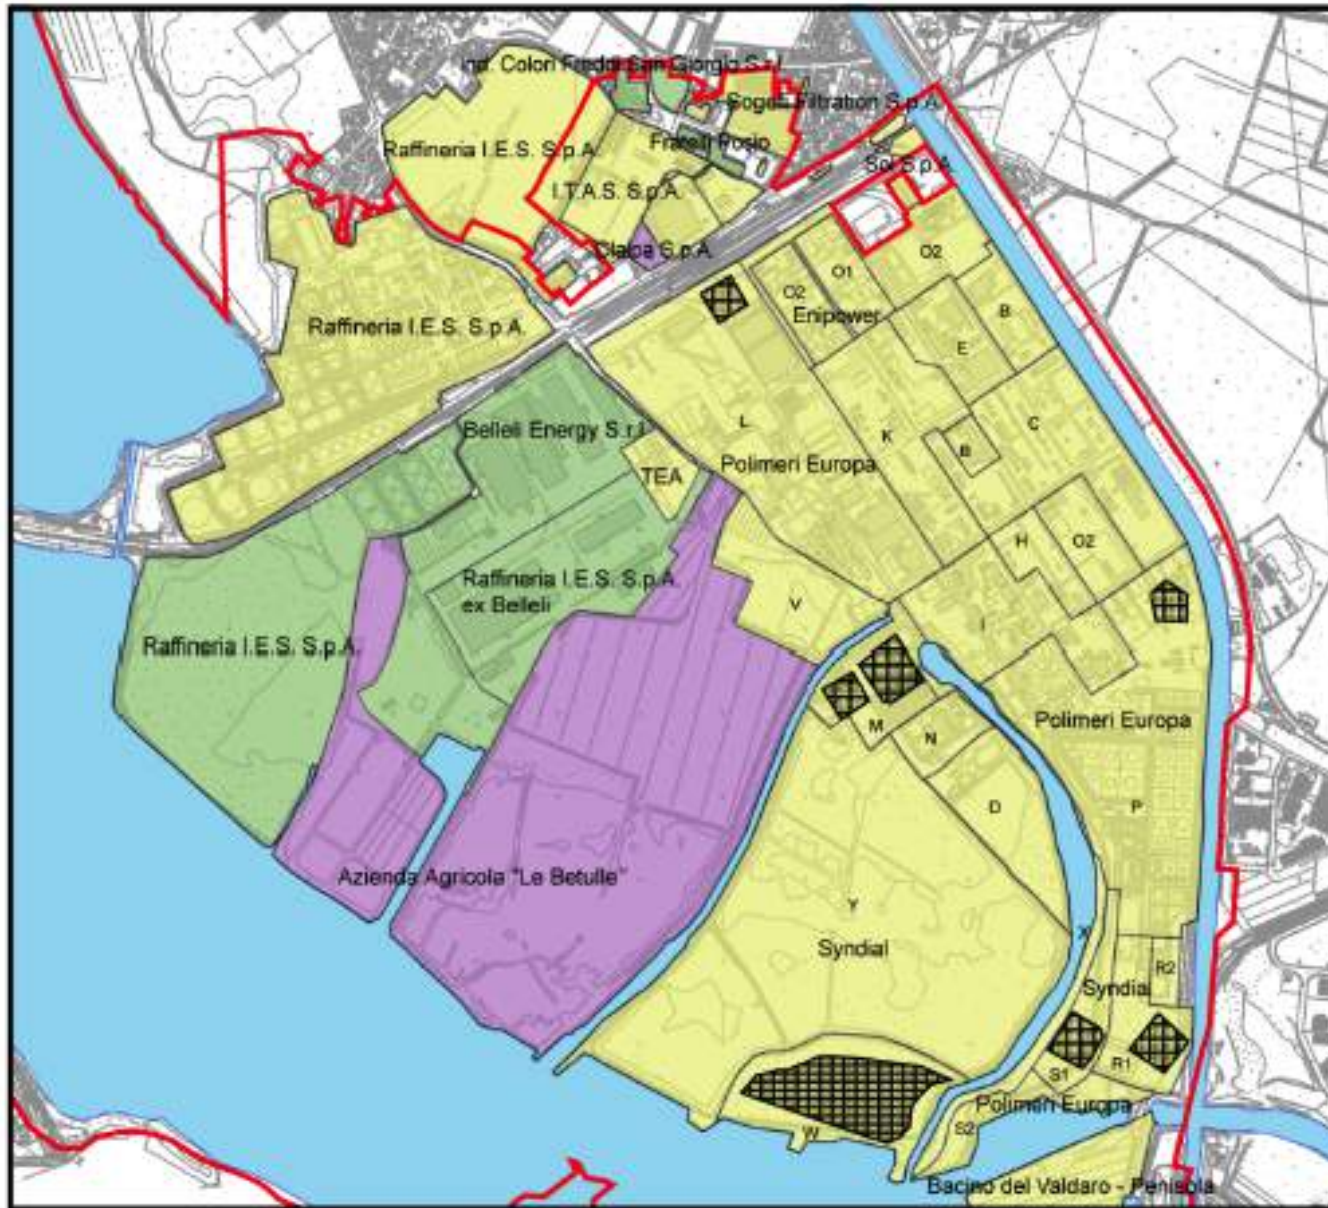 Ind. Colori Freddi San Giorgio S.r.l.
Sogefi Filtration S.p.A.
Raffineria I.E.S. S.p.A.
Fratelli Posio
Sol S.p.A.
I.T.A.S. S.p.A.
Claipa S.p.A.
O2
O1
O2
Enipower
B
Raffineria I.E.S. S.p.A.
E
L
K
C
Belleli Energy S.r.l.
B
Polimeri Europa
TEA
H
O2
Raffineria I.E.S. S.p.A.
ex Belleli
V
I
Raffineria I.E.S. S.p.A.
Polimeri Europa
M
N
P
D
Azienda Agricola "Le Betulle"
Y
X
Syndial
R2
Syndial
R1
S1
Polimeri Europa
S2
W
Bacino del Valdaro - Penisola